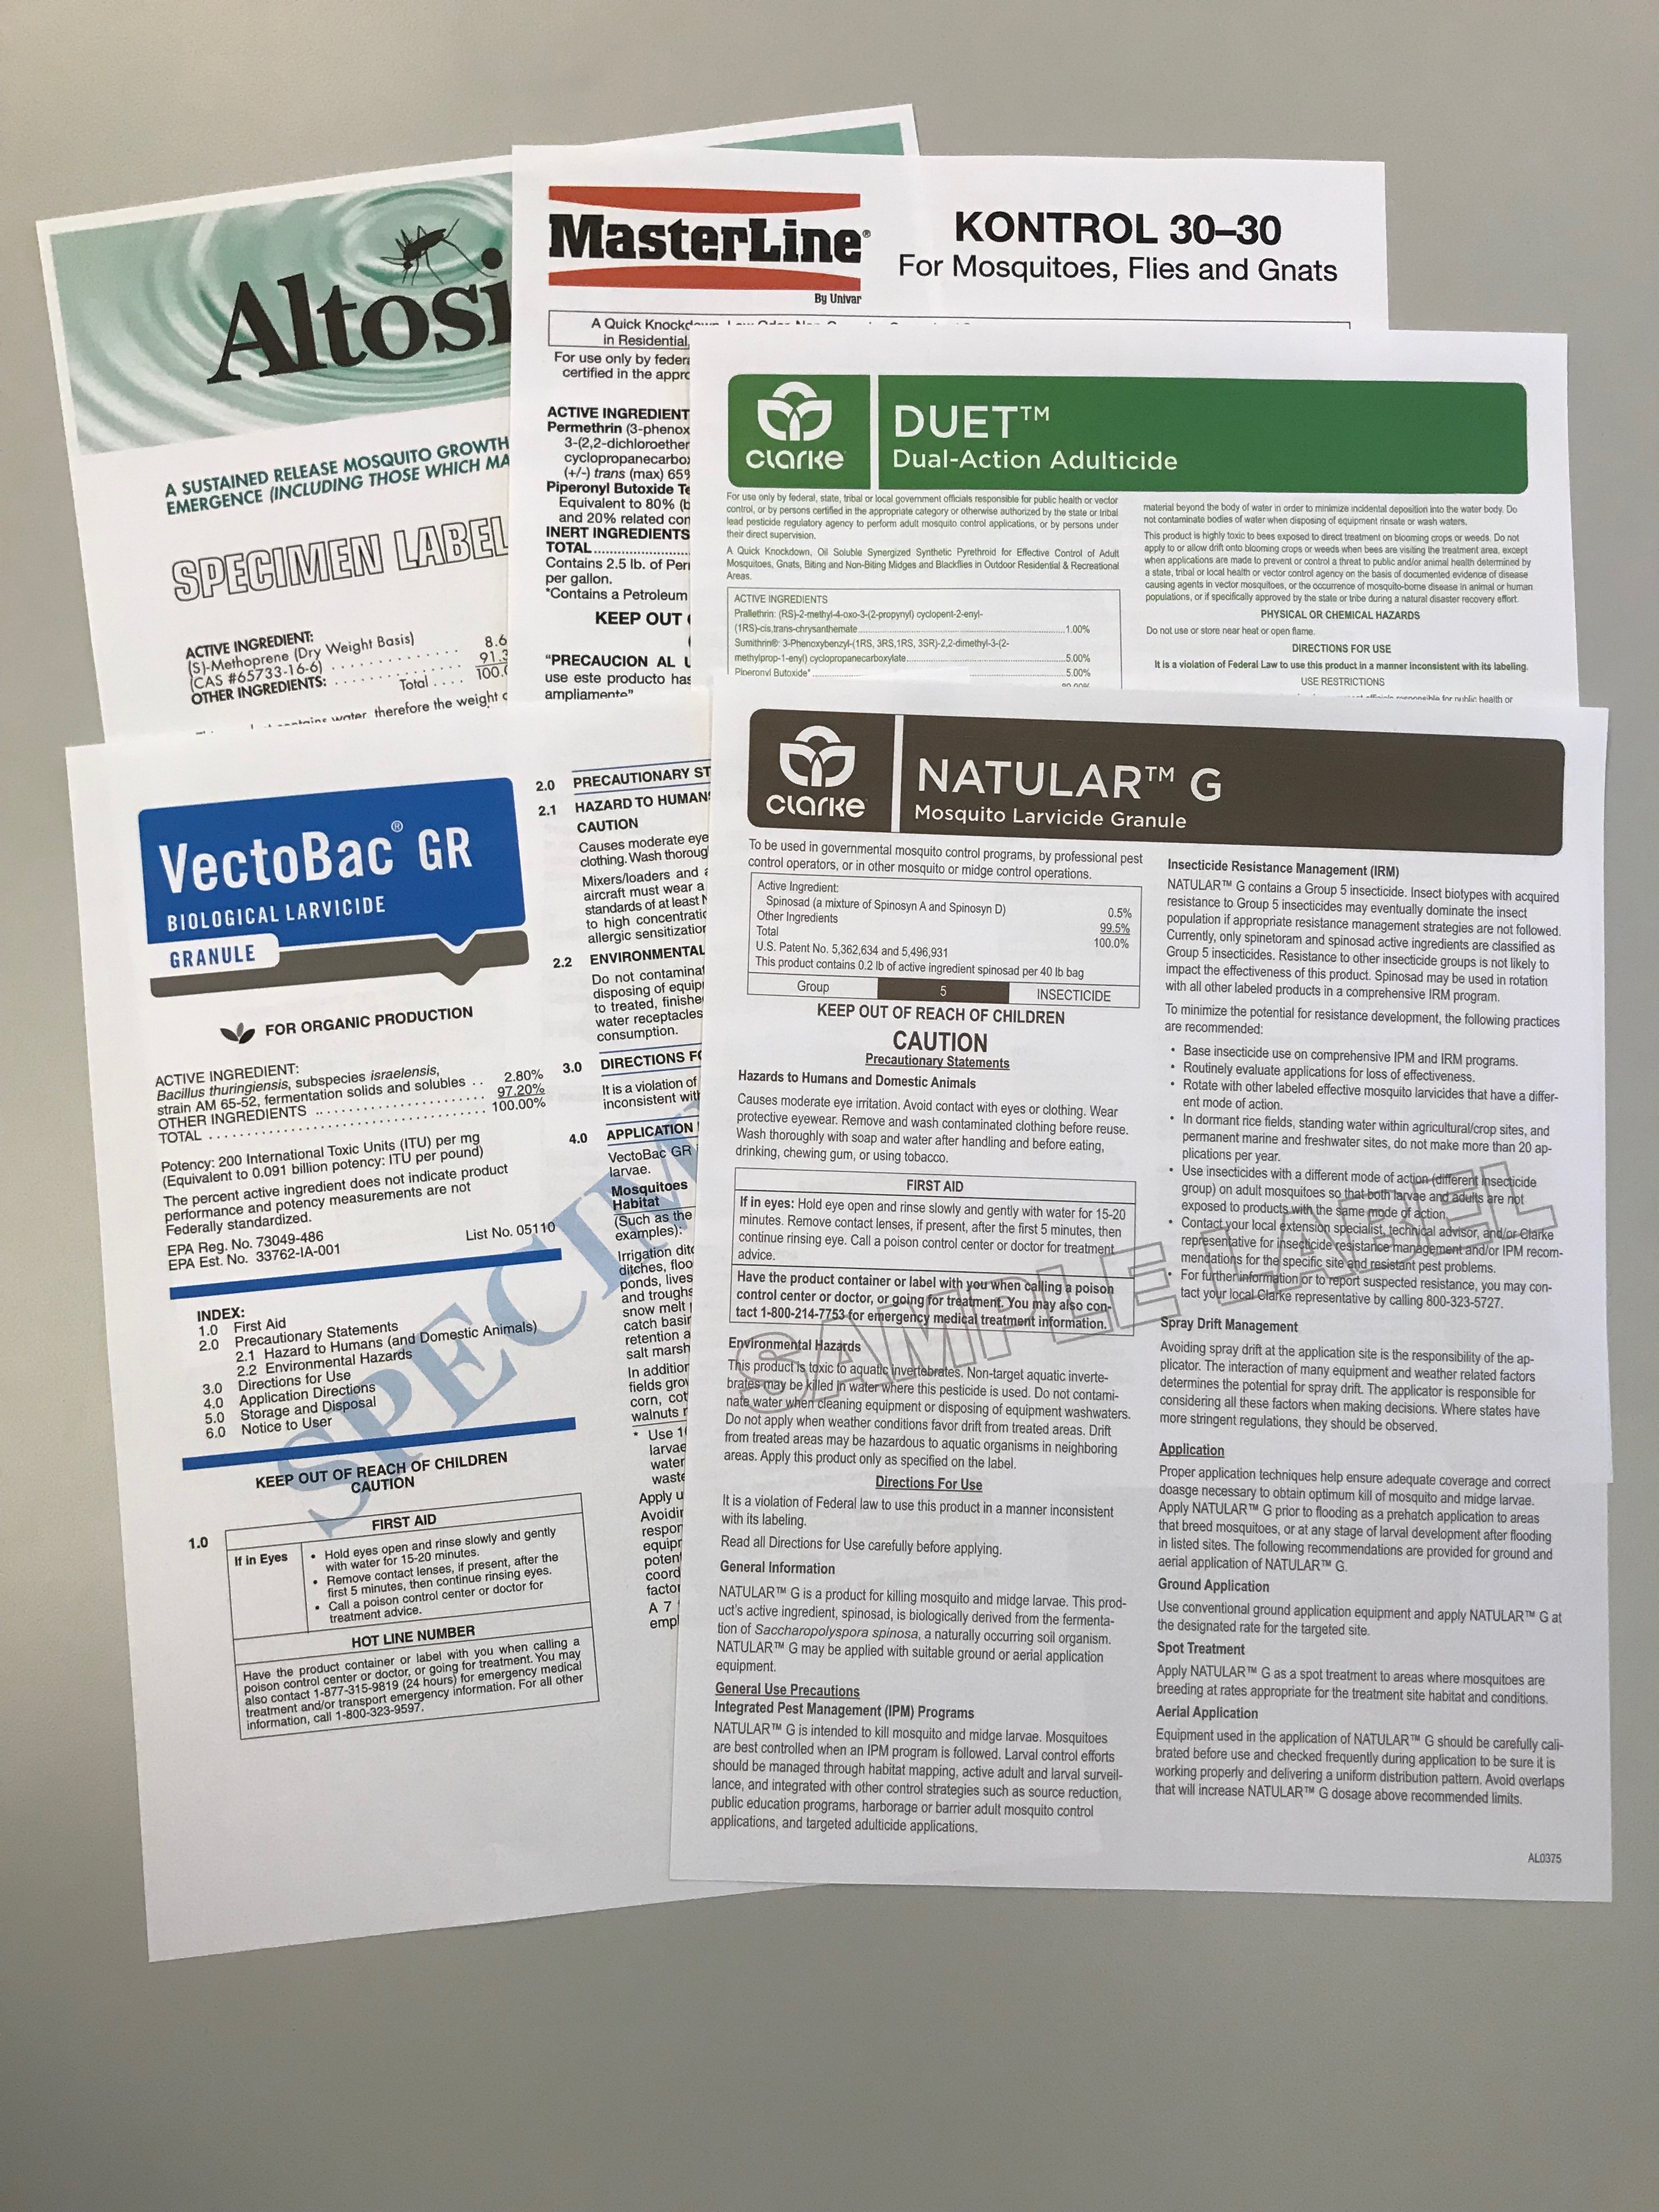 Altosi
A SUSTAINED RELEASE MOSQUITO GROWTH
EMERGENCE (INCLUDING THOSE WHICH MA
SPECIMEN LABEL
ACTIVE INGREDIENT:
(S)-Methoprene (Dry Weight Basis) 8.6
(CAS #65733-16-6) . . . . . . . . . . . . . . 91.3
OTHER INGREDIENTS: . . . . . . . . . . . . 100.0
Total . . . .
contains water, therefore the weight
MasterLine®
By Univar
KONTROL 30–30
For Mosquitoes, Flies and Gnats
A Quick Knockdown, Low Odor, Non
in Residential,
For use only by federa
certified in the appro
ACTIVE INGREDIENT
Permethrin (3-phenox
3-(2,2-dichloroether
cyclopropanecarbox
(+/-) trans (max) 65%
Piperonyl Butoxide Te
Equivalent to 80% (b
and 20% related con
INERT INGREDIENTS
TOTAL.....................
Contains 2.5 lb. of Per
per gallon.
*Contains a Petroleum
KEEP OUT
“PRECAUCION AL U
use este producto has
ampliamente”
clarke
DUET™
Dual-Action Adulticide
For use only by federal, state, tribal or local government officials responsible for public health or vector
control, or by persons certified in the appropriate category or otherwise authorized by the state or tribal
lead pesticide regulatory agency to perform adult mosquito control applications, or by persons under
their direct supervision.
A Quick Knockdown, Oil Soluble Synergized Synthetic Pyrethroid for Effective Control of Adult
Mosquitoes, Gnats, Biting and Non-Biting Midges and Blackflies in Outdoor Residential & Recreational
Areas.
ACTIVE INGREDIENTS
Prallethrin: (RS)-2-methyl-4-oxo-3-(2-propynyl) cyclopent-2-enyl-
(1RS)-cis,trans-chrysanthemate.....1.00%
Sumithrin®: 3-Phenoxybenzyl-(1RS, 3RS,1RS, 3SR)-2,2-dimethyl-3-(2-
methylprop-1-enyl) cyclopropanecarboxylate.....5.00%
Piperonyl Butoxide*.....5.00%
material beyond the body of water in order to minimize incidental deposition into the water body. Do
not contaminate bodies of water when disposing of equipment rinsate or wash waters.
This product is highly toxic to bees exposed to direct treatment on blooming crops or weeds. Do not
apply to or allow drift onto blooming crops or weeds when bees are visiting the treatment area, except
when applications are made to prevent or control a threat to public and/or animal health determined by
a state, tribal or local health or vector control agency on the basis of documented evidence of disease
causing agents in vector mosquitoes, or the occurrence of mosquito-borne disease in animal or human
populations, or if specifically approved by the state or tribe during a natural disaster recovery effort.
PHYSICAL OR CHEMICAL HAZARDS
Do not use or store near heat or open flame.
DIRECTIONS FOR USE
It is a violation of Federal Law to use this product in a manner inconsistent with its labeling.
USE RESTRICTIONS
responsible for public health or
VectoBac® GR
BIOLOGICAL LARVICIDE
GRANULE
FOR ORGANIC PRODUCTION
ACTIVE INGREDIENT:
Bacillus thuringiensis, subspecies israelensis,
strain AM 65-52, fermentation solids and solubles . . 2.80%
OTHER INGREDIENTS . . . . . . . . . . . . . . . . . . . . . . 97.20%
TOTAL . . . . . . . . . . . . . . . . . . . . . . . . . . . . . . . . . . 100.00%
Potency: 200 International Toxic Units (ITU) per mg
(Equivalent to 0.091 billion potency: ITU per pound)
The percent active ingredient does not indicate product
performance and potency measurements are not
Federally standardized.
EPA Reg. No. 73049-486
EPA Est. No. 33762-IA-001
List No. 05110
INDEX:
1.0 First Aid
2.0 Precautionary Statements
2.1 Hazard to Humans (and Domestic Animals)
2.2 Environmental Hazards
3.0 Directions for Use
4.0 Application Directions
5.0 Storage and Disposal
6.0 Notice to User
KEEP OUT OF REACH OF CHILDREN
CAUTION
1.0
FIRST AID
If in Eyes
• Hold eyes open and rinse slowly and gently
with water for 15-20 minutes.
• Remove contact lenses, if present, after the
first 5 minutes, then continue rinsing eyes.
• Call a poison control center or doctor for
treatment advice.
HOT LINE NUMBER
Have the product container or label with you when calling a
poison control center or doctor, or going for treatment. You may
also contact 1-877-315-9819 (24 hours) for emergency medical
treatment and/or transport emergency information. For all other
information, call 1-800-323-9597.
2.0 PRECAUTIONARY ST
2.1 HAZARD TO HUMANS
CAUTION
Causes moderate eye
clothing. Wash thoroug
Mixers/loaders and a
aircraft must wear a
standards of at least N
to high concentratio
allergic sensitization
2.2 ENVIRONMENTAL
Do not contaminat
disposing of equip
to treated, finishe
water receptacles
consumption.
3.0 DIRECTIONS FO
It is a violation of
inconsistent with
4.0 APPLICATION
VectoBac GR
larvae.
Mosquitoes
Habitat
(Such as the
examples):
Irrigation ditc
ditches, floo
ponds, lives
and troughs
snow melt
catch basin
retention a
salt marsh
In addition
fields grow
corn, cot
walnuts
* Use 10
larvae
water
waste
Apply u
Avoidin
respon
equipr
potent
coord
factor
A 7
empl
SPECIM
clarke
NATULAR™ G
Mosquito Larvicide Granule
To be used in governmental mosquito control programs, by professional pest
control operators, or in other mosquito or midge control operations.
Active Ingredient:
Spinosad (a mixture of Spinosyn A and Spinosyn D) 0.5%
Other Ingredients 99.5%
Total 100.0%
U.S. Patent No. 5,362,634 and 5,496,931
This product contains 0.2 lb of active ingredient spinosad per 40 lb bag
Group 5 INSECTICIDE
KEEP OUT OF REACH OF CHILDREN
CAUTION
Precautionary Statements
Hazards to Humans and Domestic Animals
Causes moderate eye irritation. Avoid contact with eyes or clothing. Wear
protective eyewear. Remove and wash contaminated clothing before reuse.
Wash thoroughly with soap and water after handling and before eating,
drinking, chewing gum, or using tobacco.
FIRST AID
If in eyes: Hold eye open and rinse slowly and gently with water for 15-20
minutes. Remove contact lenses, if present, after the first 5 minutes, then
continue rinsing eye. Call a poison control center or doctor for treatment
advice.
Have the product container or label with you when calling a poison
control center or doctor, or going for treatment. You may also con-
tact 1-800-214-7753 for emergency medical treatment information.
Environmental Hazards
This product is toxic to aquatic invertebrates. Non-target aquatic inverte-
brates may be killed in water where this pesticide is used. Do not contami-
nate water when cleaning equipment or disposing of equipment washwaters.
Do not apply when weather conditions favor drift from treated areas. Drift
from treated areas may be hazardous to aquatic organisms in neighboring
areas. Apply this product only as specified on the label.
Directions For Use
It is a violation of Federal law to use this product in a manner inconsistent
with its labeling.
Read all Directions for Use carefully before applying.
General Information
NATULAR™ G is a product for killing mosquito and midge larvae. This prod-
uct's active ingredient, spinosad, is biologically derived from the fermenta-
tion of Saccharopolyspora spinosa, a naturally occurring soil organism.
NATULAR™ G may be applied with suitable ground or aerial application
equipment.
General Use Precautions
Integrated Pest Management (IPM) Programs
NATULAR™ G is intended to kill mosquito and midge larvae. Mosquitoes
are best controlled when an IPM program is followed. Larval control efforts
should be managed through habitat mapping, active adult and larval surveil-
lance, and integrated with other control strategies such as source reduction,
public education programs, harborage or barrier adult mosquito control
applications, and targeted adulticide applications.
Insecticide Resistance Management (IRM)
NATULAR™ G contains a Group 5 insecticide. Insect biotypes with acquired
resistance to Group 5 insecticides may eventually dominate the insect
population if appropriate resistance management strategies are not followed.
Currently, only spinetoram and spinosad active ingredients are classified as
Group 5 insecticides. Resistance to other insecticide groups is not likely to
impact the effectiveness of this product. Spinosad may be used in rotation
with all other labeled products in a comprehensive IRM program.
To minimize the potential for resistance development, the following practices
are recommended:
• Base insecticide use on comprehensive IPM and IRM programs.
• Routinely evaluate applications for loss of effectiveness.
• Rotate with other labeled effective mosquito larvicides that have a differ-
ent mode of action.
• In dormant rice fields, standing water within agricultural/crop sites, and
permanent marine and freshwater sites, do not make more than 20 ap-
plications per year.
• Use insecticides with a different mode of action (different insecticide
group) on adult mosquitoes so that both larvae and adults are not
exposed to products with the same mode of action.
• Contact your local extension specialist, technical advisor, and/or Clarke
representative for insecticide resistance management and/or IPM recom-
mendations for the specific site and resistant pest problems.
• For further information or to report suspected resistance, you may con-
tact your local Clarke representative by calling 800-323-5727.
Spray Drift Management
Avoiding spray drift at the application site is the responsibility of the ap-
plicator. The interaction of many equipment and weather related factors
determines the potential for spray drift. The applicator is responsible for
considering all these factors when making decisions. Where states have
more stringent regulations, they should be observed.
Application
Proper application techniques help ensure adequate coverage and correct
doasge necessary to obtain optimum kill of mosquito and midge larvae.
Apply NATULAR™ G prior to flooding as a prehatch application to areas
that breed mosquitoes, or at any stage of larval development after flooding
in listed sites. The following recommendations are provided for ground and
aerial application of NATULAR™ G.
Ground Application
Use conventional ground application equipment and apply NATULAR™ G at
the designated rate for the targeted site.
Spot Treatment
Apply NATULAR™ G as a spot treatment to areas where mosquitoes are
breeding at rates appropriate for the treatment site habitat and conditions.
Aerial Application
Equipment used in the application of NATULAR™ G should be carefully cali-
brated before use and checked frequently during application to be sure it is
working properly and delivering a uniform distribution pattern. Avoid overlaps
that will increase NATULAR™ G dosage above recommended limits.
SAMPLE LABEL
AL0375